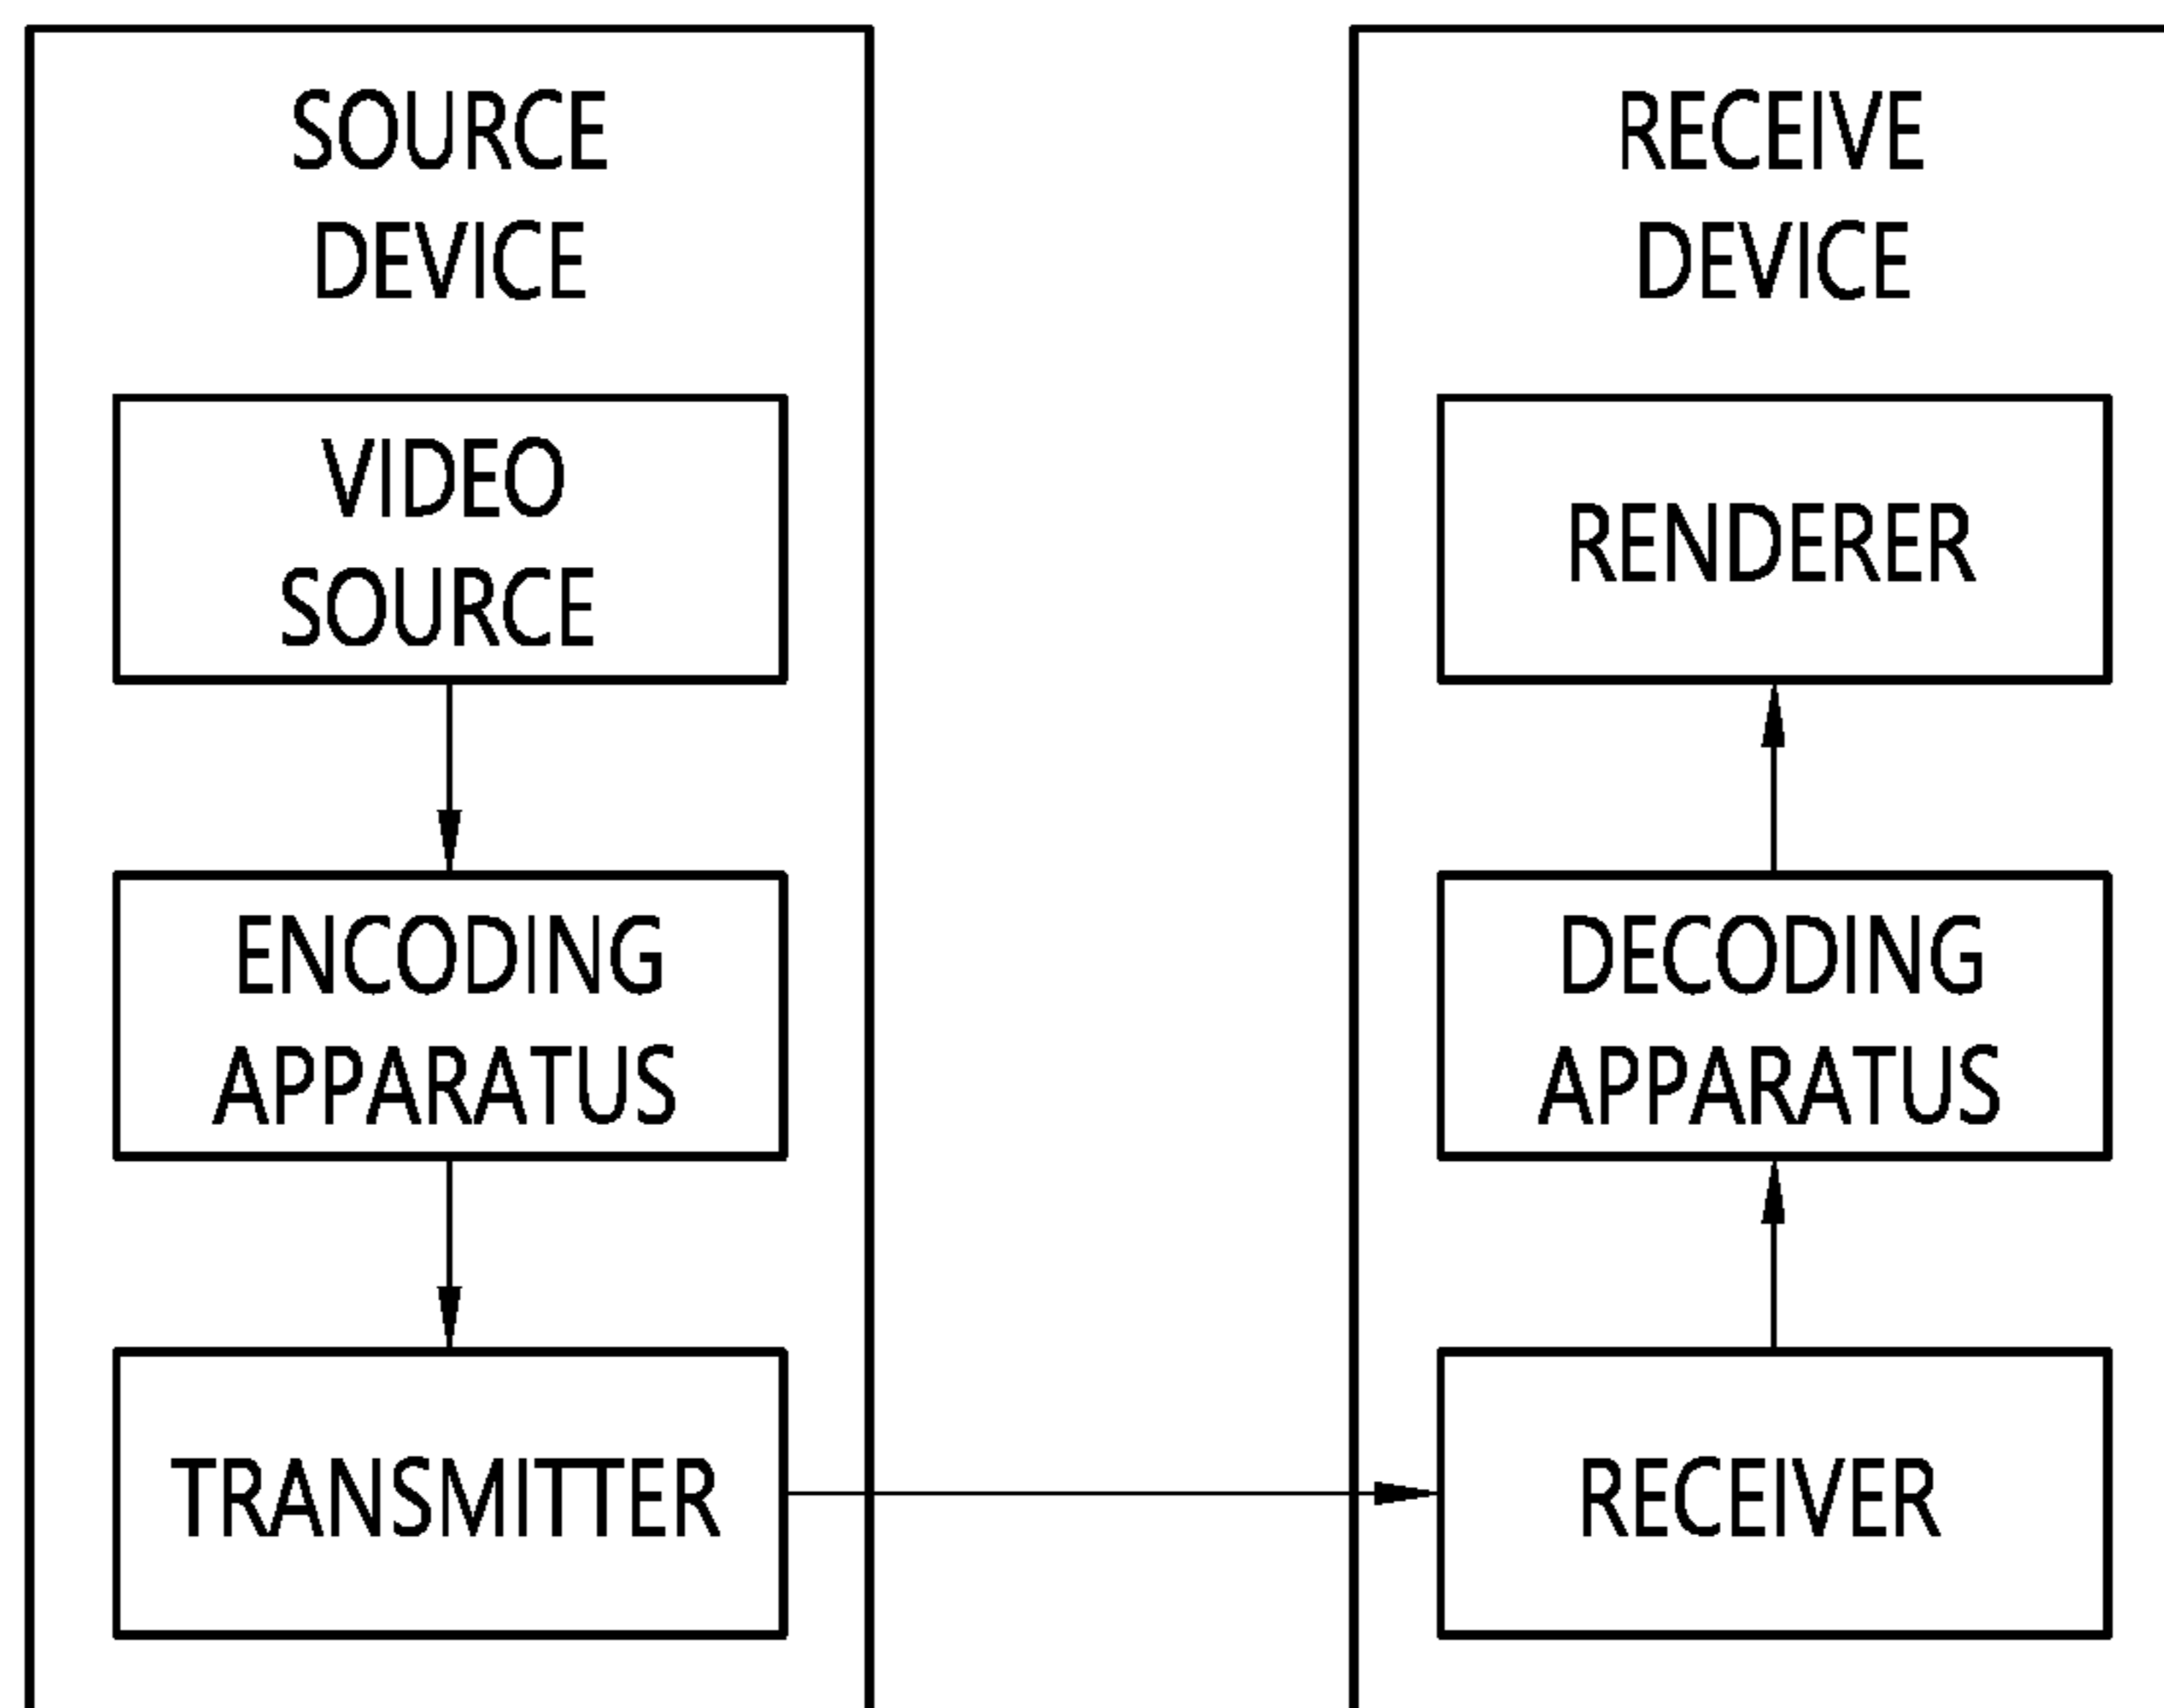 SOURCE
DEVICE
VIDEO
SOURCE
ENCODING
APPARATUS
TRANSMITTER
RECEIVE
DEVICE
RENDERER
DECODING
APPARATUS
RECEIVER